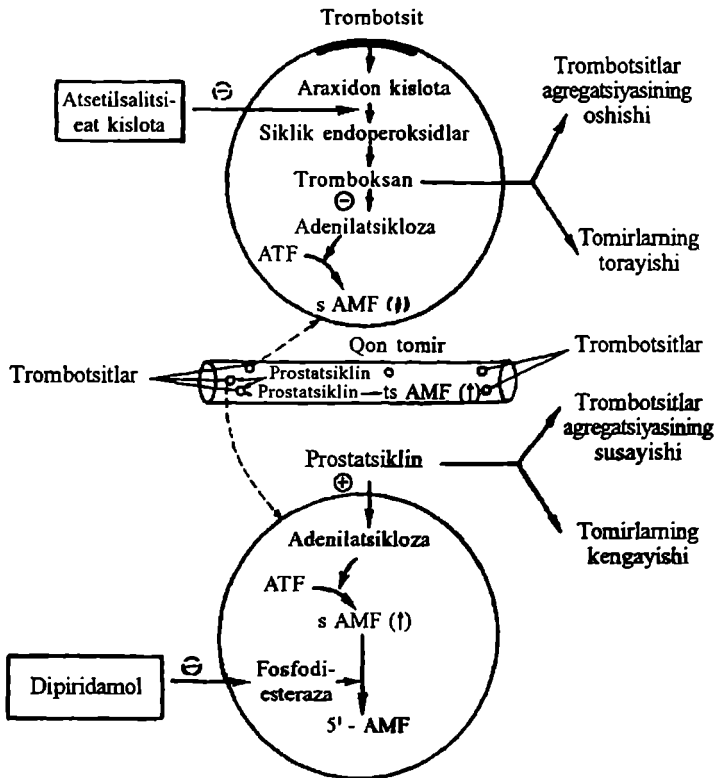 Trombotsit
Araxidon kislota
Atsetilsalitsi-
eat kislota
Siklik endoperoksidlar
Tromboksan
Adenilatsikloza
ATF
s AMF (⇵)
Trombotsitlar
agregatsiyasining
oshishi
Tomirlarning
torayishi
Qon tomir
Trombotsitlar
Trombotsitlar
Prostatsiklin
Prostatsiklin — ts AMF (↑)
Prostatsiklin
Trombotsitlar
agregatsiyasining
susayishi
Tomirlarning
kengayishi
Adenilatsikloza
ATF
s AMF (↑)
Dipiridamol
Fosfodi-
esteraza
5' - AMF